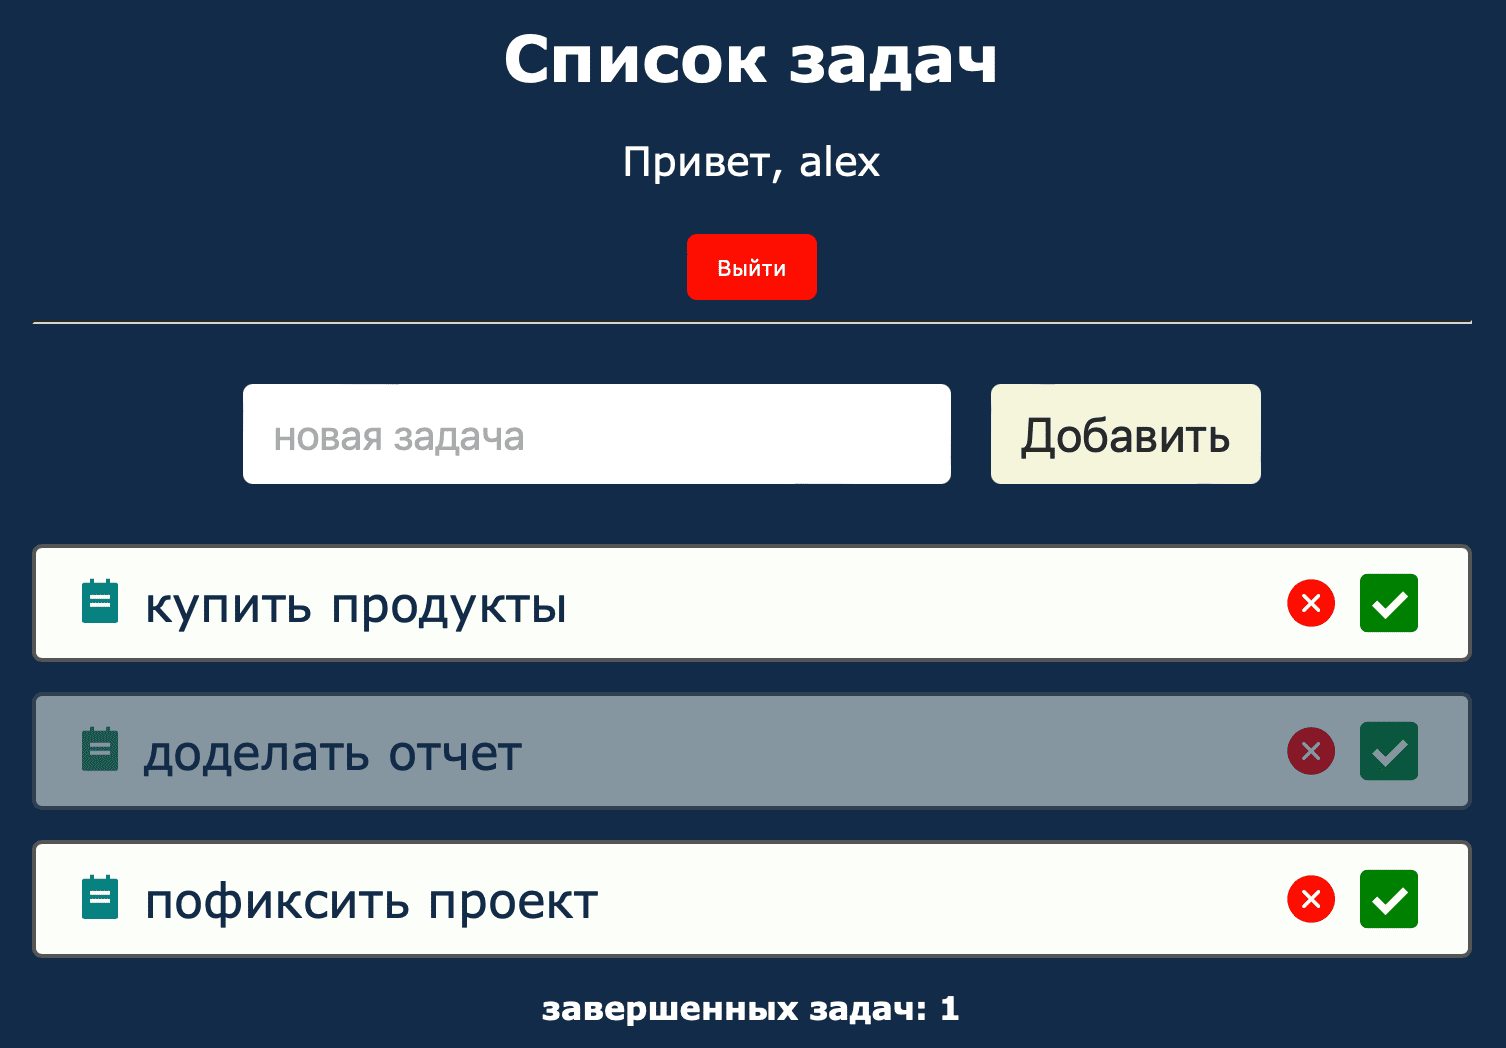 Список задач
Привет, alex
Выйти
новая задача
Добавить
купить продукты
доделать отчет
пофиксить проект
завершенных задач: 1